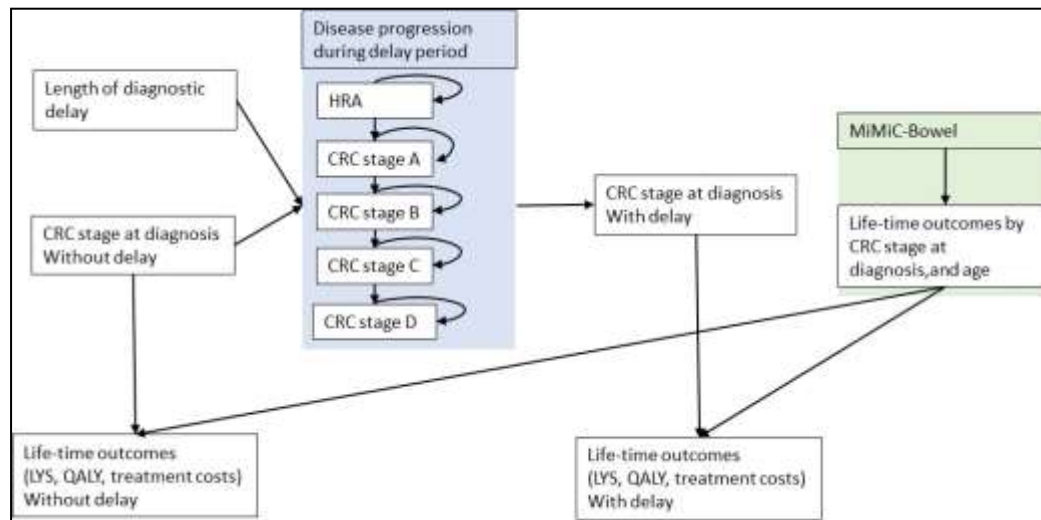 Disease progression
during delay period
Length of diagnostic
delay
HRA
CRC stage A
CRC stage B
CRC stage C
CRC stage D
CRC stage at diagnosis
Without delay
CRC stage at diagnosis
With delay
MiMiC-Bowel
Life-time outcomes by
CRC stage at
diagnosis,and age
Life-time outcomes
(LYS, QALY, treatment costs)
Without delay
Life-time outcomes
(LYS, QALY, treatment costs)
With delay